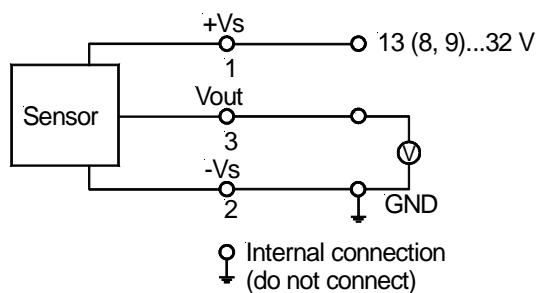 +Vs
13 (8, 9)...32 V
1
Sensor
Vout
V
3
-Vs
2
GND
Internal connection
(do not connect)